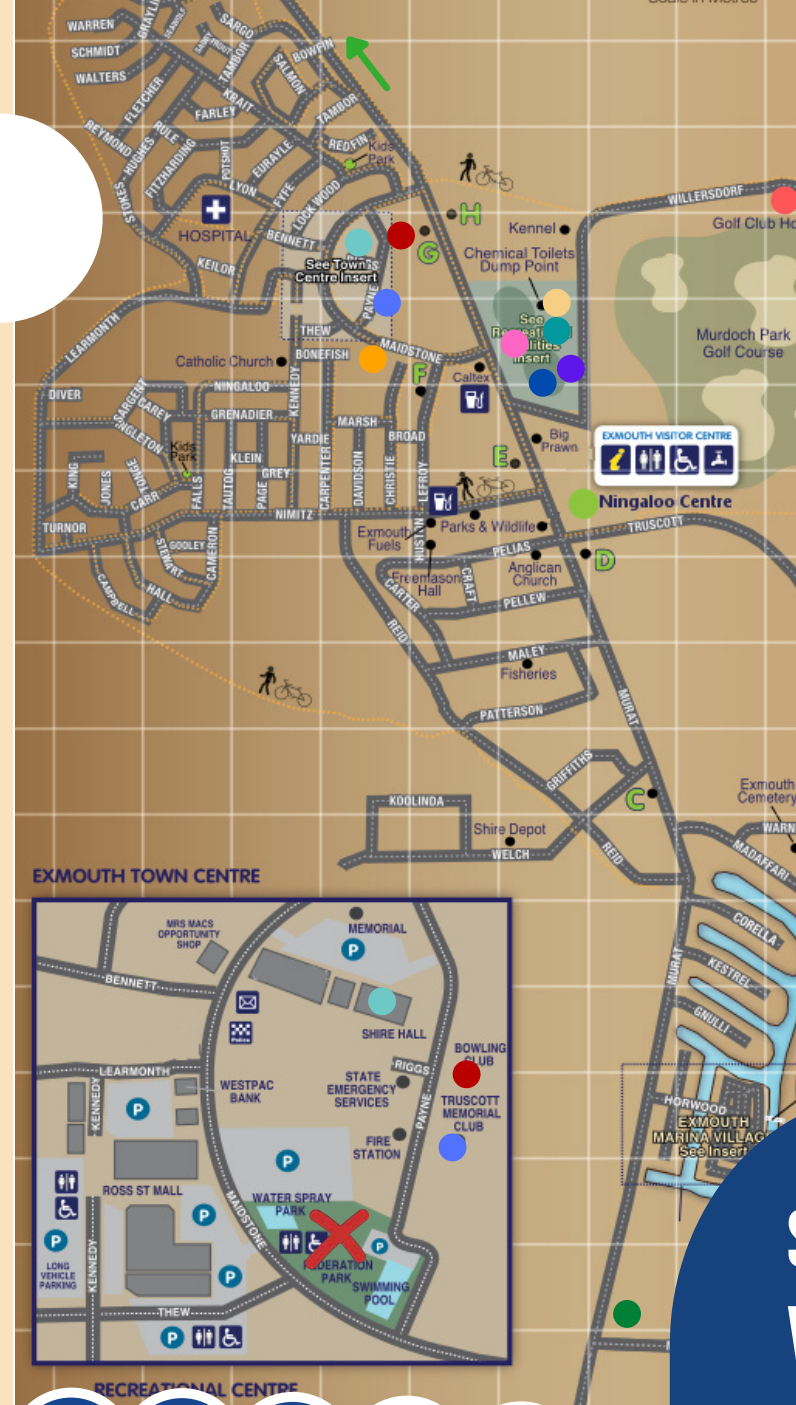 WARREN
SCHMIDT
WALTERS
SARGO
TROUT
TAMBOR
SALMON
BOWFIN
FLETCHER
KRAIT
FARLEY
TAMBOR
REYMOND
HUGHES
RULE
FITZHARDING
POTSHOT
EURAYLE
REDFIN
Kids
Park
STOKES
LYON
FYFE
LOCKWOOD
HOSPITAL
BENNETT
KEILOR
See Town
Centre Insert
PAYNE
THEW
MAIDSTONE
BONEFISH
LEARMONTH
Catholic Church
H
G
Kennel
Chemical Toilets
Dump Point
See
Insert
WILLERSDORF
Golf Club Ho
Murdoch Park
Golf Course
DIVER
SARGENT
CAREY
NINGALOO
GRENADIER
KENNEDY
F
Caltex
Kids
Park
KING
JONES
CARR
FALLS
TAUTOG
KLEIN
PAGE
GREY
YARDIE
CARPENTER
MARSH
DAVIDSON
CHRISTIE
BROAD
LEFROY
E
Big
Prawn
EXMOUTH VISITOR CENTRE
Ningaloo Centre
TURNOR
NIMITZ
STEWART
GOOLEY
CAMERON
CAMPBELL
HALL
Exmouth
Fuels
Parks & Wildlife
TRUSCOTT
PELIAS
D
Freemason
Hall
Anglican
Church
CARTER
CRAFT
PELLEW
REID
MALEY
Fisheries
MURAT
PATTERSON
GRIFFITHS
C
KOOLINDA
Shire Depot
WELCH
REID
Exmouth
Cemetery
WARN
MADAFFARI
CORELLA
MURAT
KESTREL
GNULLI
HORWOOD
EXMOUTH
MARINA VILLAG
See Insert
EXMOUTH TOWN CENTRE
MRS MACS
OPPORTUNITY
SHOP
MEMORIAL
P
BENNETT
Police
SHIRE HALL
LEARMONTH
KENNEDY
WESTPAC
BANK
RIGGS
STATE
EMERGENCY
SERVICES
BOWLING
CLUB
TRUSCOTT
MEMORIAL
CLUB
PAYNE
P
FIRE
STATION
P
ROSS ST MALL
MAIDSTONE
WATER SPRAY
PARK
P
P
P
PARK
SWIMMING
POOL
P
LONG
VEHICLE
PARKING
KENNEDY
P
THEW
P
RECREATIONAL CENTRE